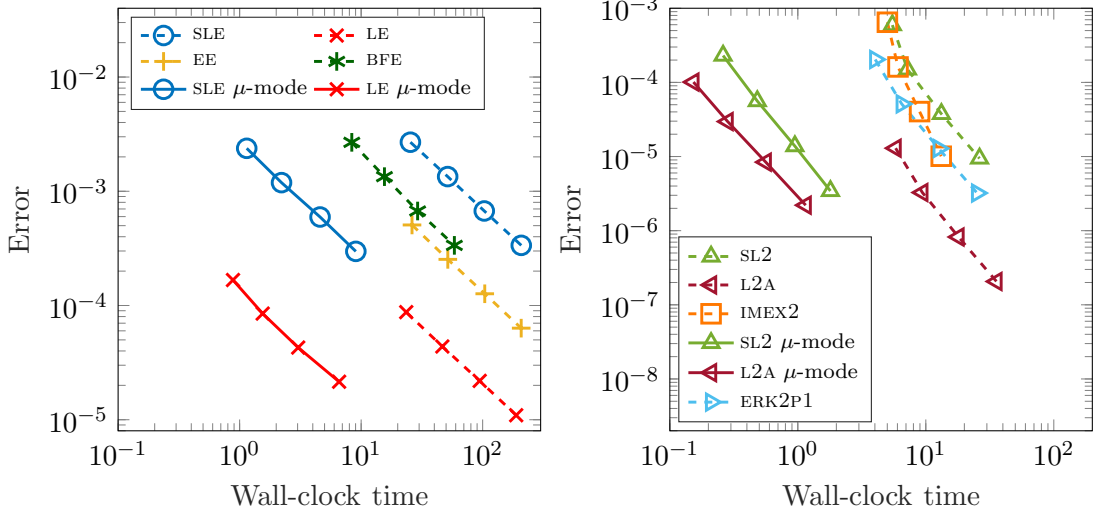 SLE LE
EE BFE
SLE μ-mode LE μ-mode
10^-2
10^-3
10^-4
10^-5
Error
10^-1 10^0 10^1 10^2
Wall-clock time
10^-3
10^-4
10^-5
10^-6
10^-7
10^-8
Error
SL2
L2A
IMEX2
SL2 μ-mode
L2A μ-mode
ERK2P1
10^-1 10^0 10^1 10^2
Wall-clock time